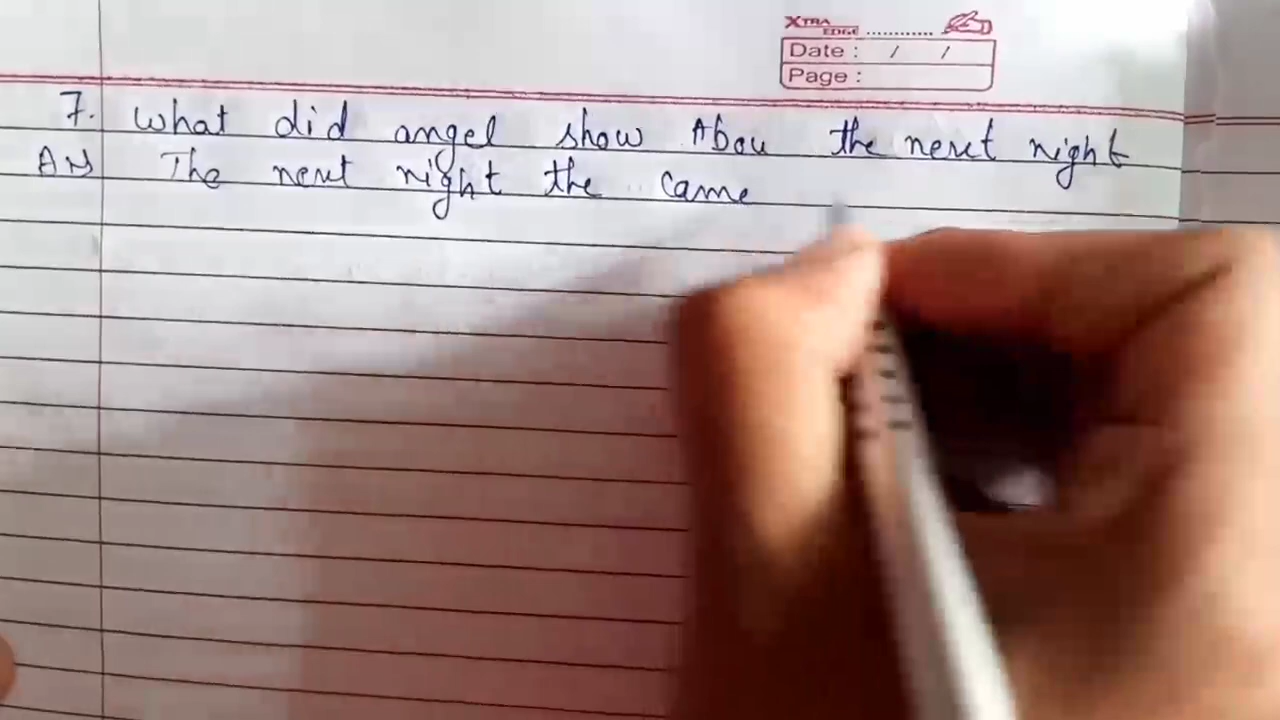 XTRA
EDGE ............
Date : / /
Page :
7. What did angel show Abou the next night
Ans The next night the came